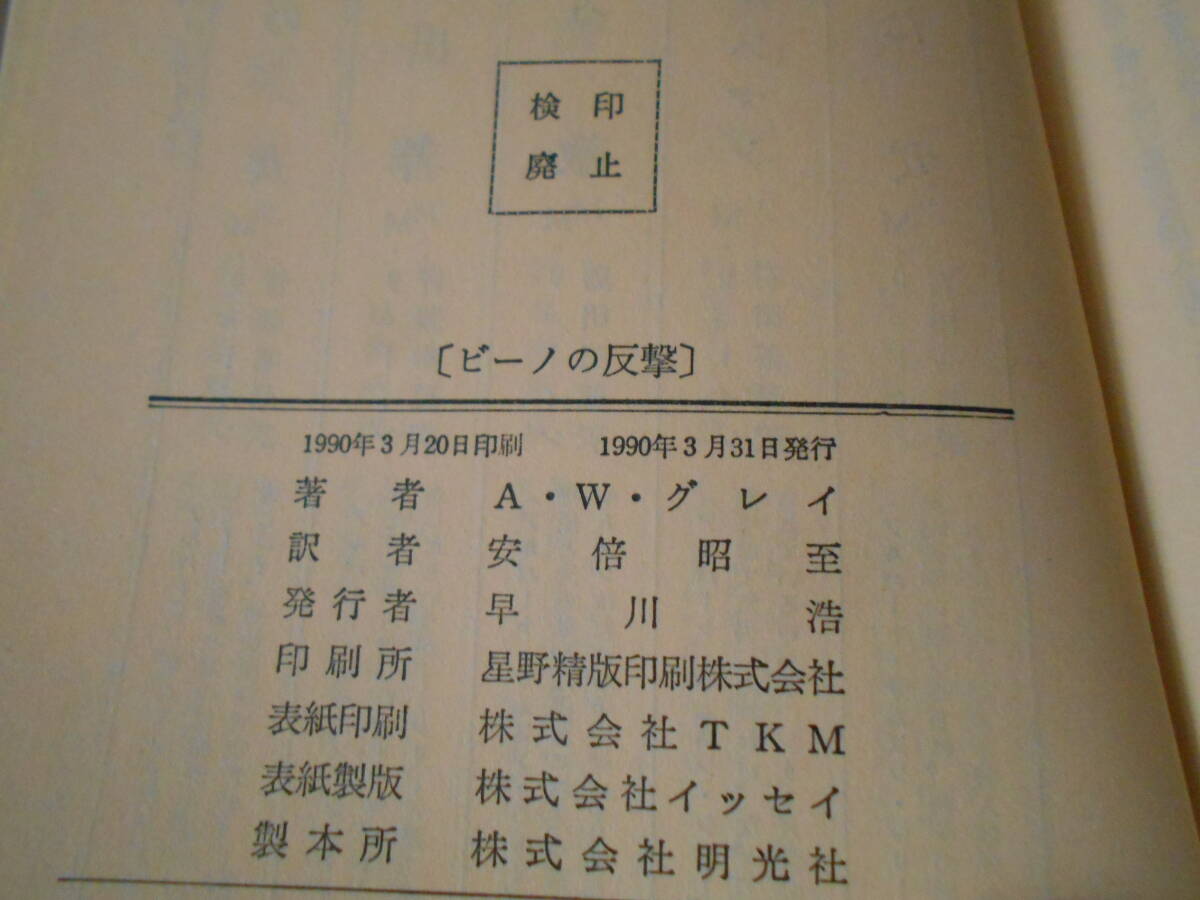 検印
廃止
〔ビーノの反撃〕
1990年3月20日印刷 1990年3月31日発行
著者 A・W・グレイ
訳者 安倍昭至
発行者 早川浩
印刷所 星野精版印刷株式会社
表紙印刷 株式会社TKM
表紙製版 株式会社イッセイ
製本所 株式会社明光社